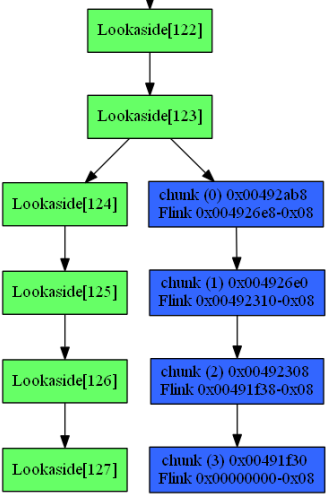 Lookaside[122]
Lookaside[123]
Lookaside[124]
chunk (0) 0x00492ab8
Flink 0x004926e8-0x08
Lookaside[125]
chunk (1) 0x004926e0
Flink 0x00492310-0x08
Lookaside[126]
chunk (2) 0x00492308
Flink 0x00491f38-0x08
Lookaside[127]
chunk (3) 0x00491f30
Flink 0x00000000-0x08